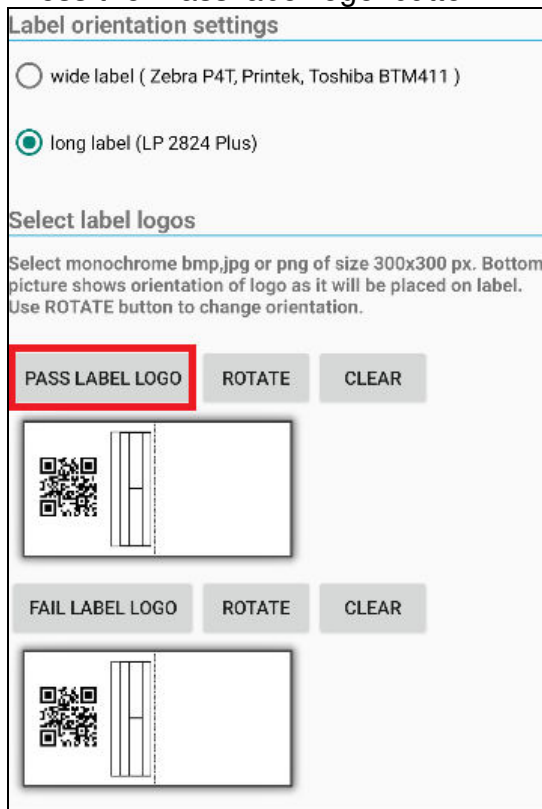 Label orientation settings
wide label ( Zebra P4T, Printek, Toshiba BTM411 )
long label (LP 2824 Plus)
Select label logos
Select monochrome bmp,jpg or png of size 300x300 px. Bottom
picture shows orientation of logo as it will be placed on label.
Use ROTATE button to change orientation.
PASS LABEL LOGO ROTATE CLEAR
FAIL LABEL LOGO ROTATE CLEAR